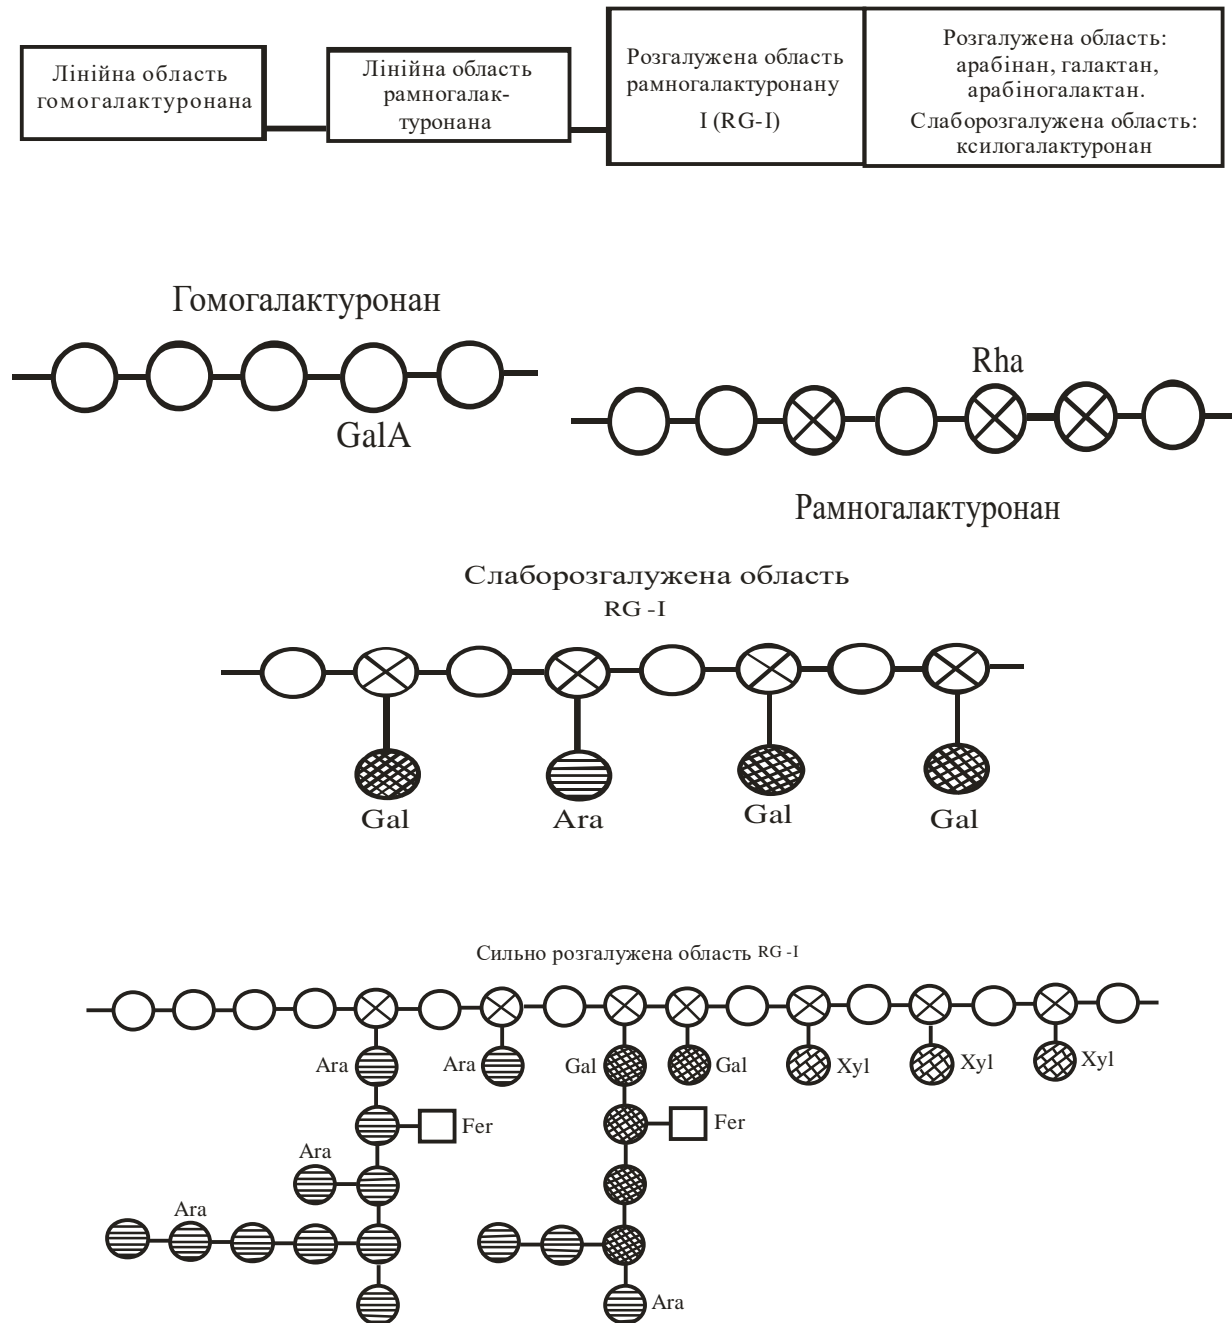 Лінійна область
гомогалактуронана
Лінійна область
рамногалак-
туронана
Розгалужена область
рамногалактуронану
I (RG-I)
Розгалужена область:
арабінан, галактан,
арабіногалактан.
Слаборозгалужена область:
ксилогалактуронан
Гомогалактуронан
GalA
Rha
Рамногалактуронан
Слаборозгалужена область
RG -I
Gal
Ara
Gal
Gal
Сильно розгалужена область RG -I
Ara
Ara
Gal
Gal
Xyl
Xyl
Xyl
Fer
Fer
Ara
Ara
Ara